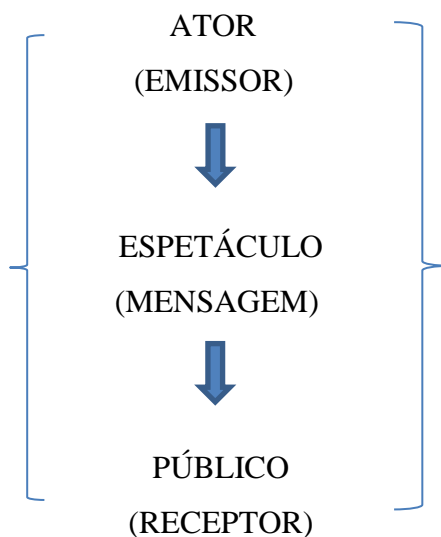 ATOR
(EMISSOR)
ESPETÁCULO
(MENSAGEM)
PÚBLICO
(RECEPTOR)